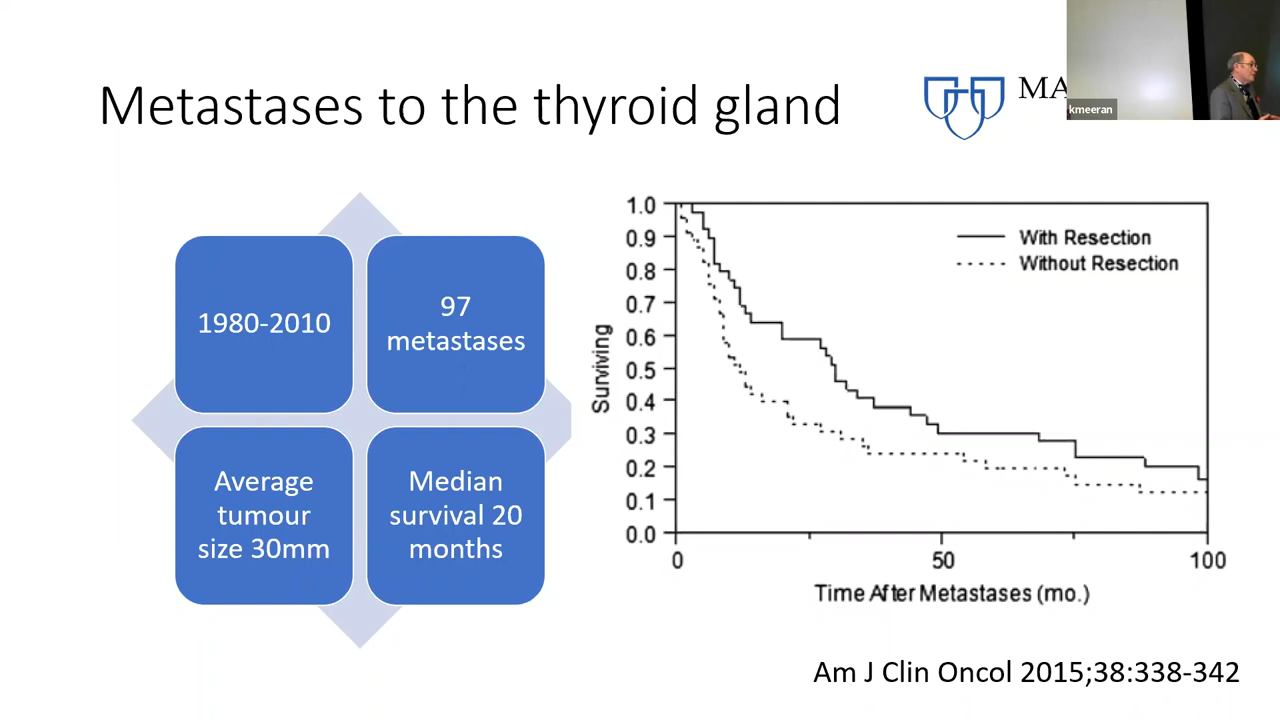 Metastases to the thyroid gland
MA
kmeeran
1980-2010
97
metastases
Average
tumour
size 30mm
Median
survival 20
months
1.0
0.9
0.8
0.7
0.6
0.5
0.4
0.3
0.2
0.1
0.0
Surviving
With Resection
Without Resection
0
50
100
Time After Metastases (mo.)
Am J Clin Oncol 2015;38:338-342